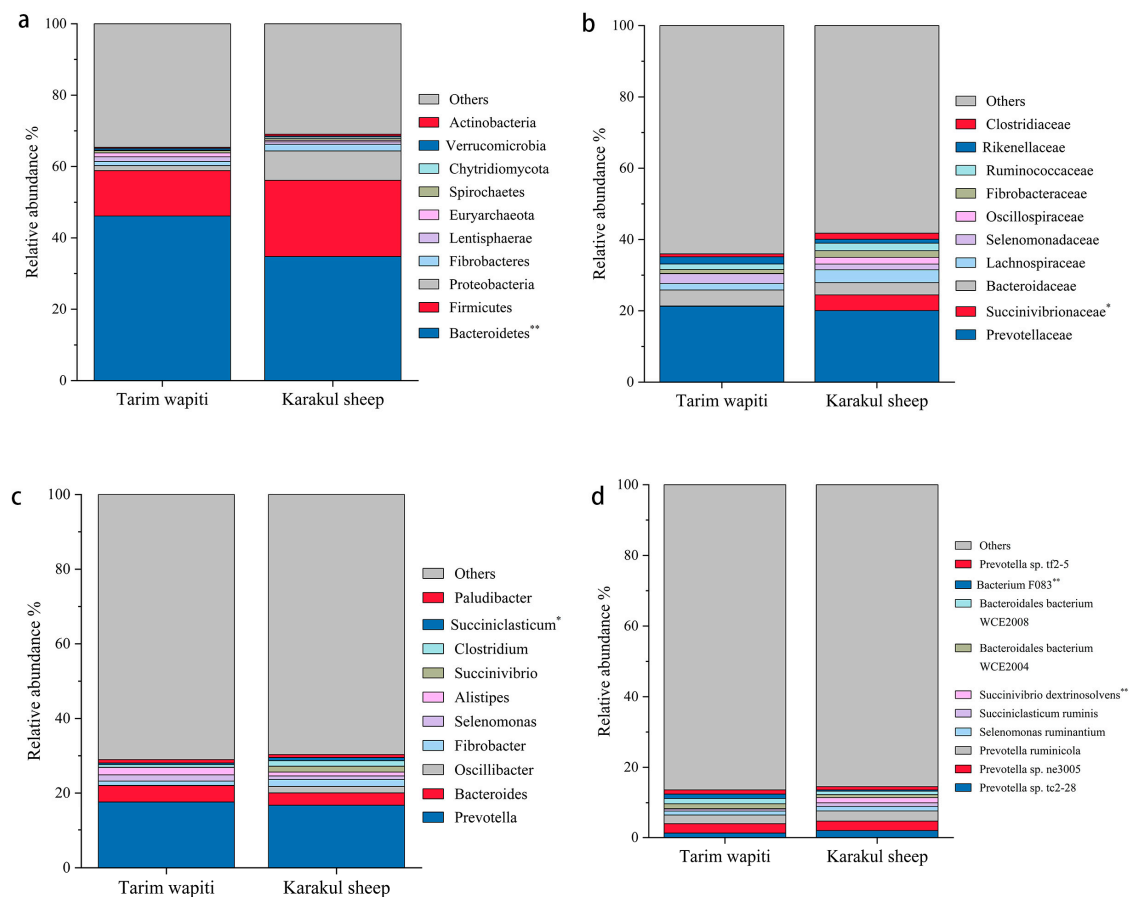 a
Relative abundance %
100
80
60
40
20
0
Tarim wapiti
Karakul sheep
Others
Actinobacteria
Verrucomicrobia
Chytridiomycota
Spirochaetes
Euryarchaeota
Lentisphaerae
Fibrobacteres
Proteobacteria
Firmicutes
Bacteroidetes**
b
Relative abundance %
100
80
60
40
20
0
Tarim wapiti
Karakul sheep
Others
Clostridiaceae
Rikenellaceae
Ruminococcaceae
Fibrobacteraceae
Oscillospiraceae
Selenomonadaceae
Lachnospiraceae
Bacteroidaceae
Succinivibrionaceae*
Prevotellaceae
c
Relative abundance %
100
80
60
40
20
0
Tarim wapiti
Karakul sheep
Others
Paludibacter
Succiniclasticum*
Clostridium
Succinivibrio
Alistipes
Selenomonas
Fibrobacter
Oscillibacter
Bacteroides
Prevotella
d
Relative abundance %
100
80
60
40
20
0
Tarim wapiti
Karakul sheep
Others
Prevotella sp. tf2-5
Bacterium F083**
Bacteroidales bacterium
WCE2008
Bacteroidales bacterium
WCE2004
Succinivibrio dextrinosolvens**
Succiniclasticum ruminis
Selenomonas ruminantium
Prevotella ruminicola
Prevotella sp. ne3005
Prevotella sp. tc2-28